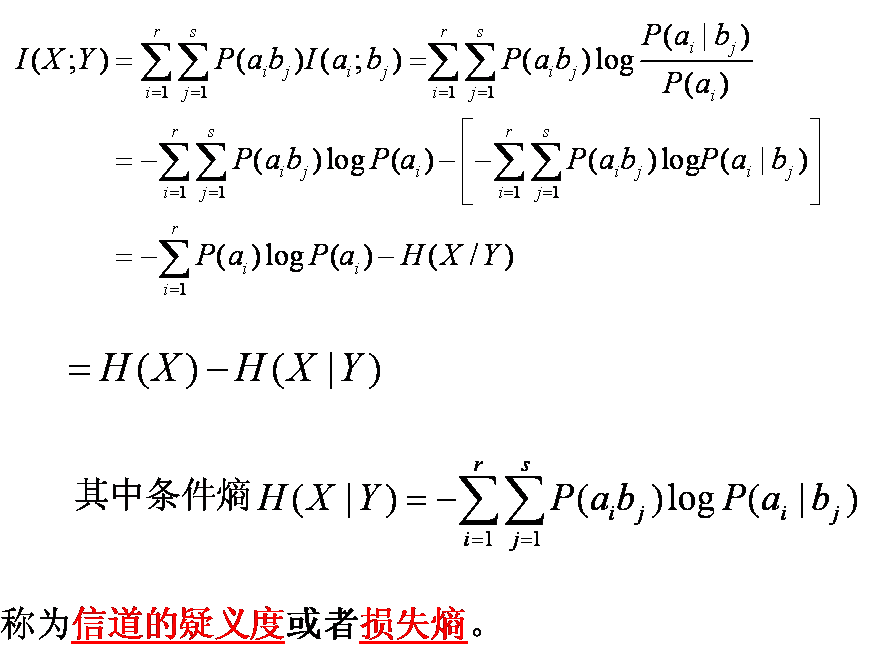 I(X;Y) = \sum_{i=1}^{r} \sum_{j=1}^{s} P(a_i b_j) I(a_i;b_j) = \sum_{i=1}^{r} \sum_{j=1}^{s} P(a_i b_j) \log \frac{P(a_i | b_j)}{P(a_i)}
= -\sum_{i=1}^{r} \sum_{j=1}^{s} P(a_i b_j) \log P(a_i) - \left[ -\sum_{i=1}^{r} \sum_{j=1}^{s} P(a_i b_j) \log P(a_i | b_j) \right]
= -\sum_{i=1}^{r} P(a_i) \log P(a_i) - H(X / Y)
= H(X) - H(X | Y)
其中条件熵 H(X | Y) = -\sum_{i=1}^{r} \sum_{j=1}^{s} P(a_i b_j) \log P(a_i | b_j)
称为信道的疑义度或者损失熵。